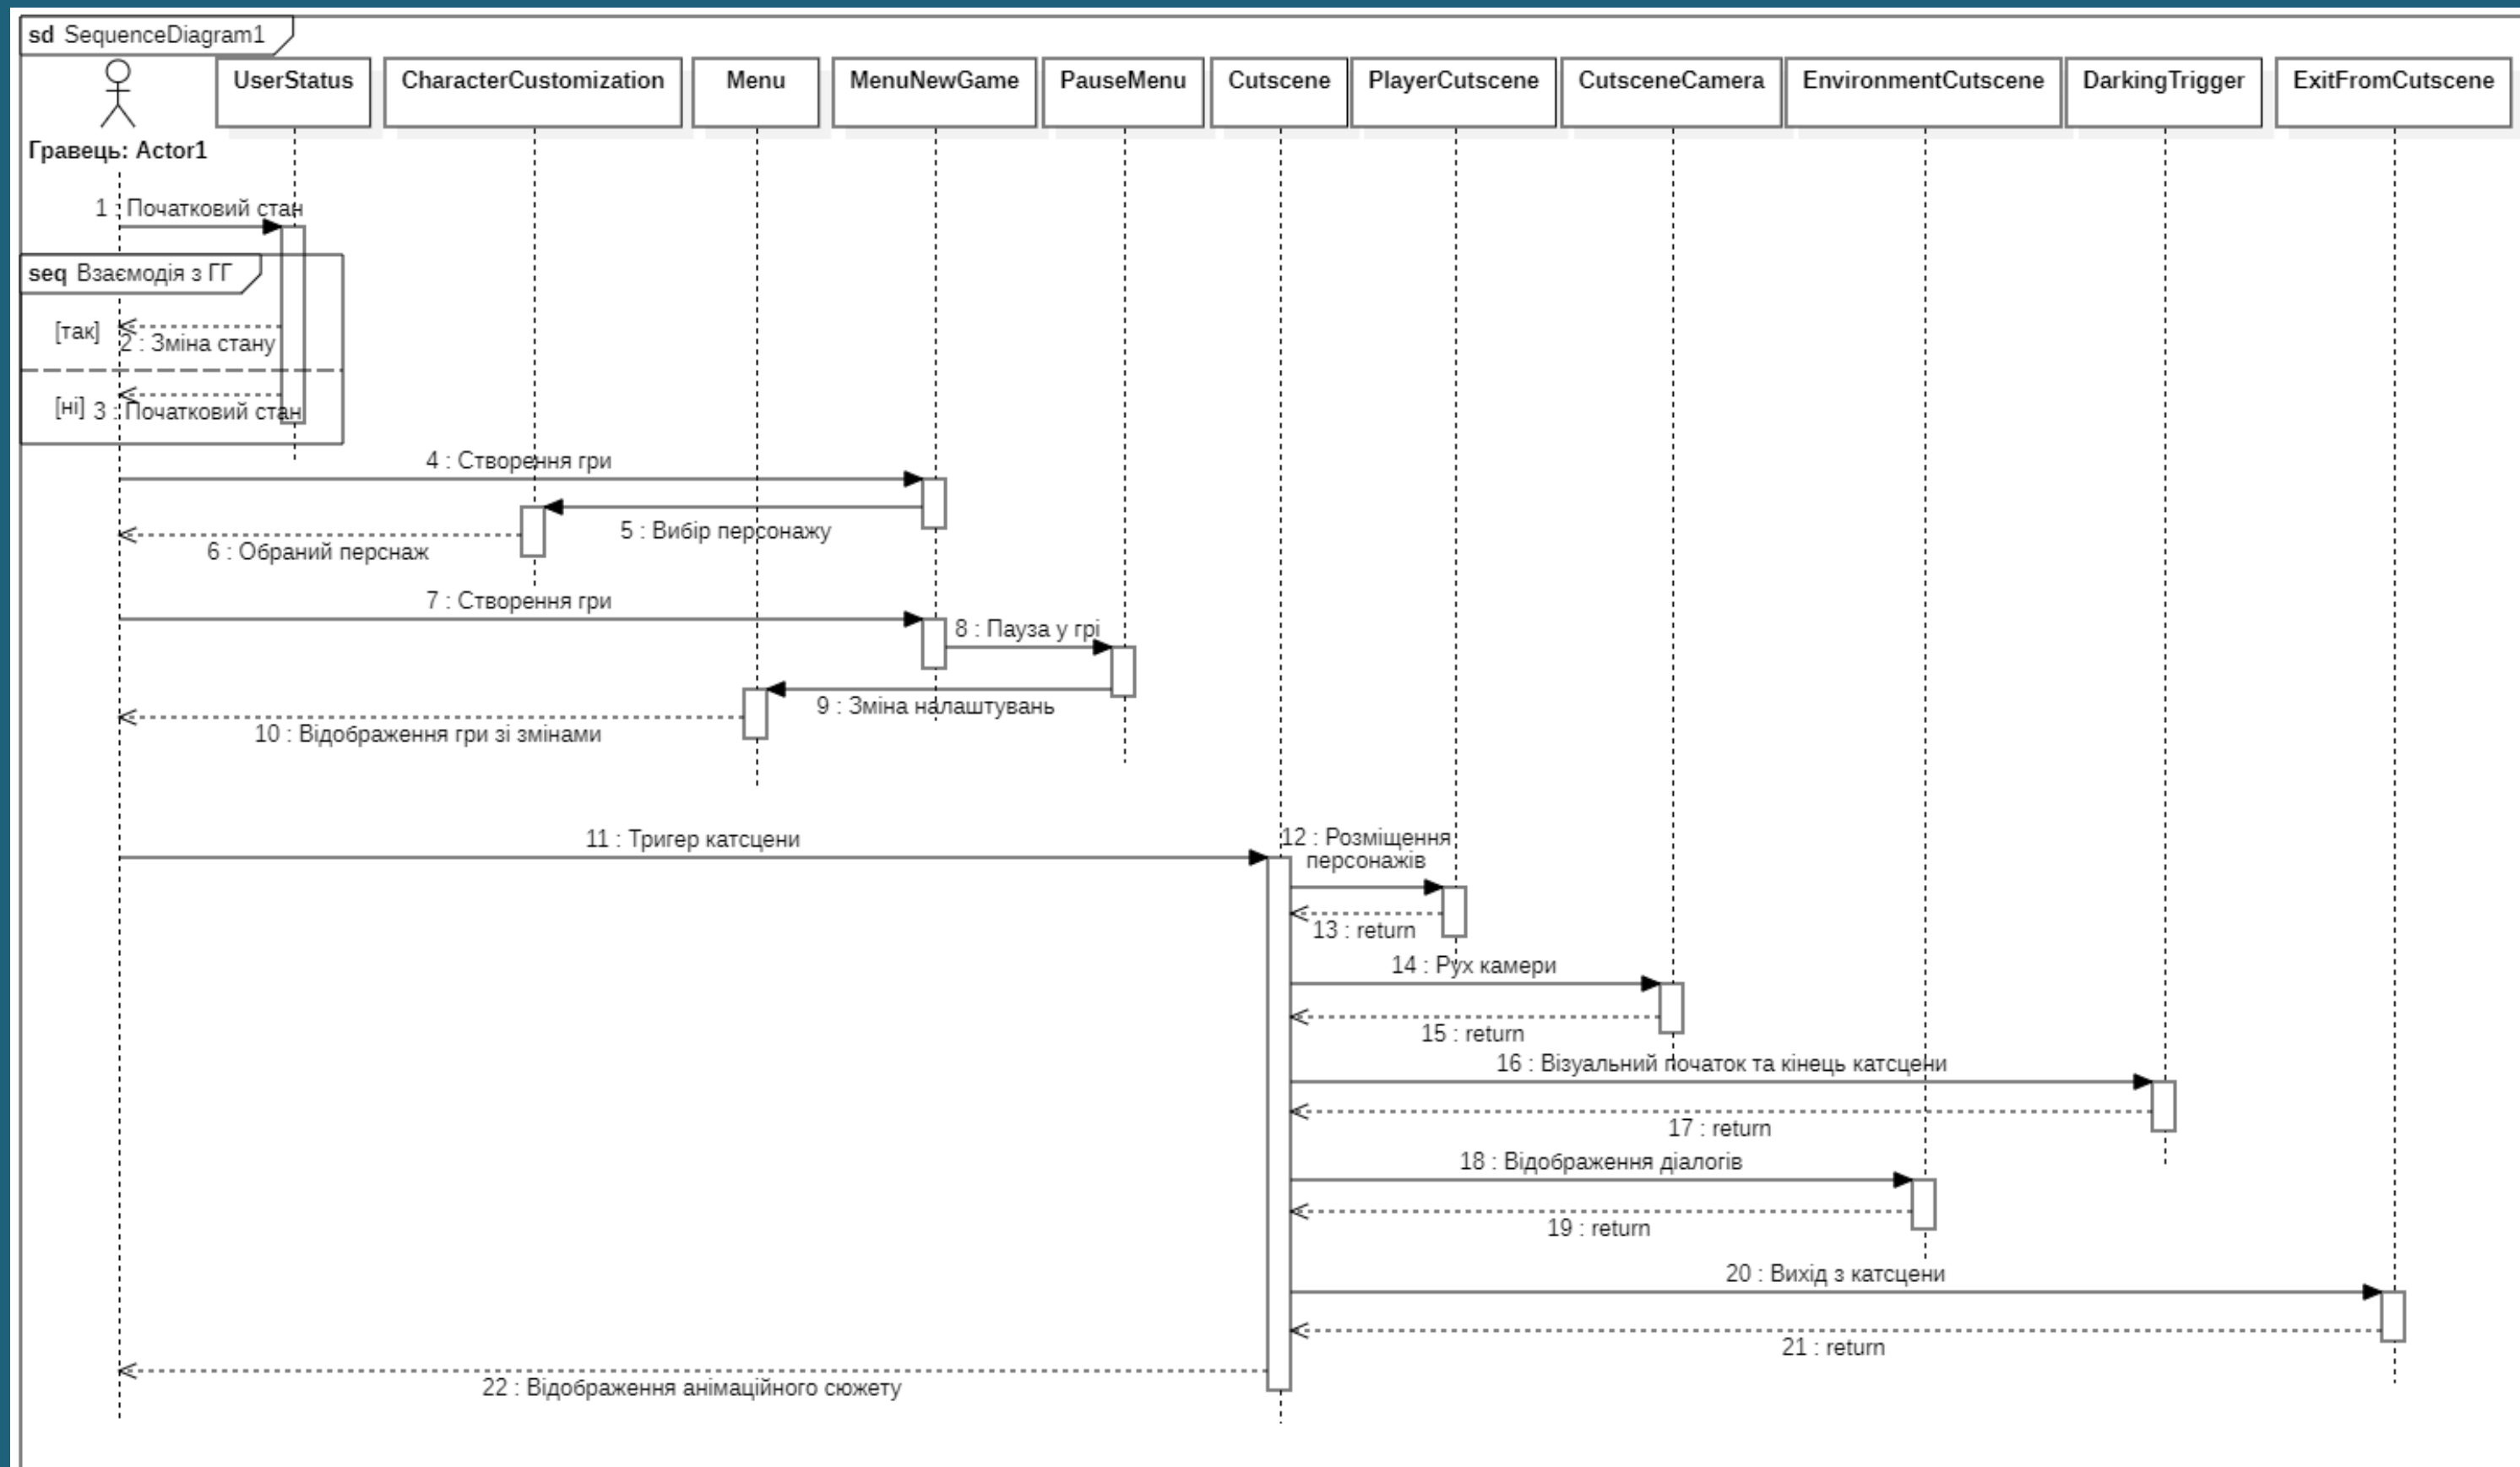 sd SequenceDiagram1
UserStatus
CharacterCustomization
Menu
MenuNewGame
PauseMenu
Cutscene
PlayerCutscene
CutsceneCamera
EnvironmentCutscene
DarkingTrigger
ExitFromCutscene
Гравець: Actor1
1 : Початковий стан
seq Взаємодія з ГГ
[так]
2 : Зміна стану
[ні]
3 : Початковий стан
4 : Створення гри
5 : Вибір персонажу
6 : Обраний перснаж
7 : Створення гри
8 : Пауза у грі
9 : Зміна налаштувань
10 : Відображення гри зі змінами
11 : Тригер катсцени
12 : Розміщення
персонажів
13 : return
14 : Рух камери
15 : return
16 : Візуальний початок та кінець катсцени
17 : return
18 : Відображення діалогів
19 : return
20 : Вихід з катсцени
21 : return
22 : Відображення анімаційного сюжету